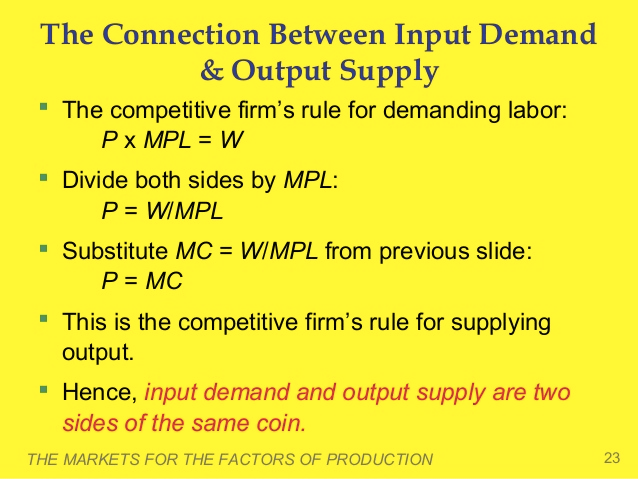 The Connection Between Input Demand
& Output Supply
▪ The competitive firm’s rule for demanding labor:
P x MPL = W
▪ Divide both sides by MPL:
P = W/MPL
▪ Substitute MC = W/MPL from previous slide:
P = MC
▪ This is the competitive firm’s rule for supplying
output.
▪ Hence, input demand and output supply are two
sides of the same coin.
THE MARKETS FOR THE FACTORS OF PRODUCTION 23